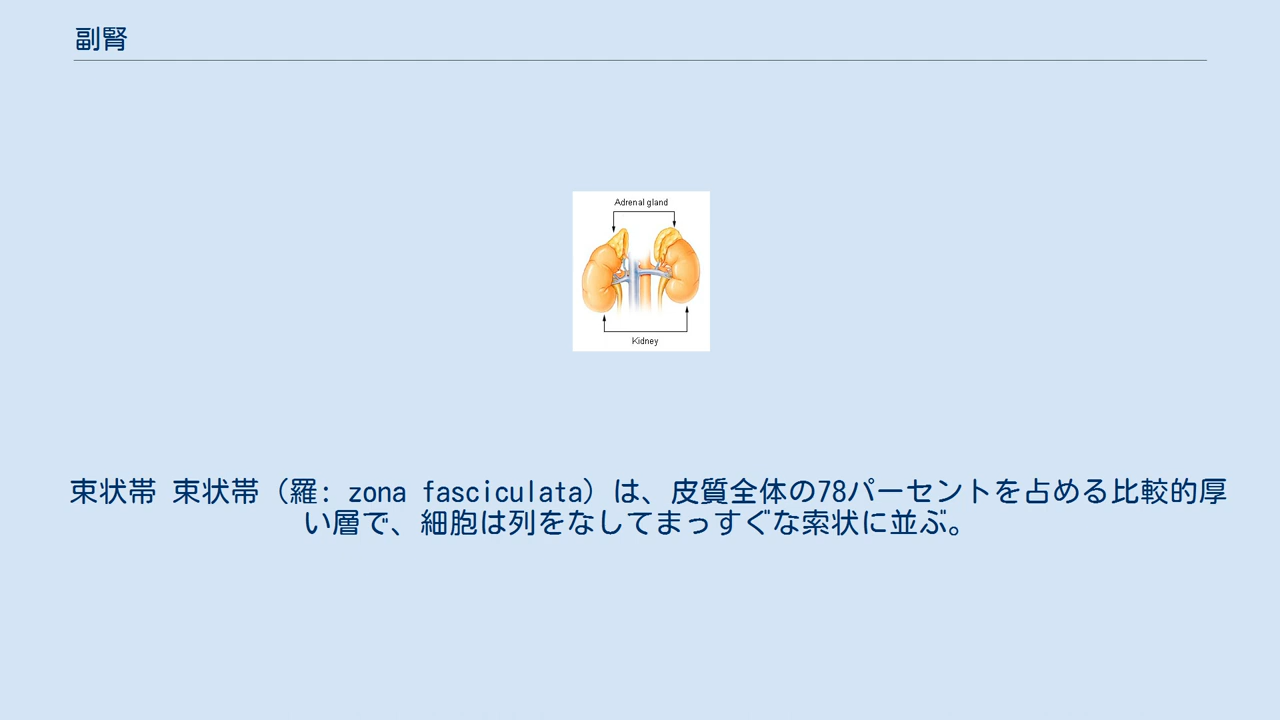 副腎
Adrenal gland
Kidney
束状帯 束状帯（羅: zona fasciculata）は、皮質全体の78パーセントを占める比較的厚
い層で、細胞は列をなしてまっすぐな索状に並ぶ。